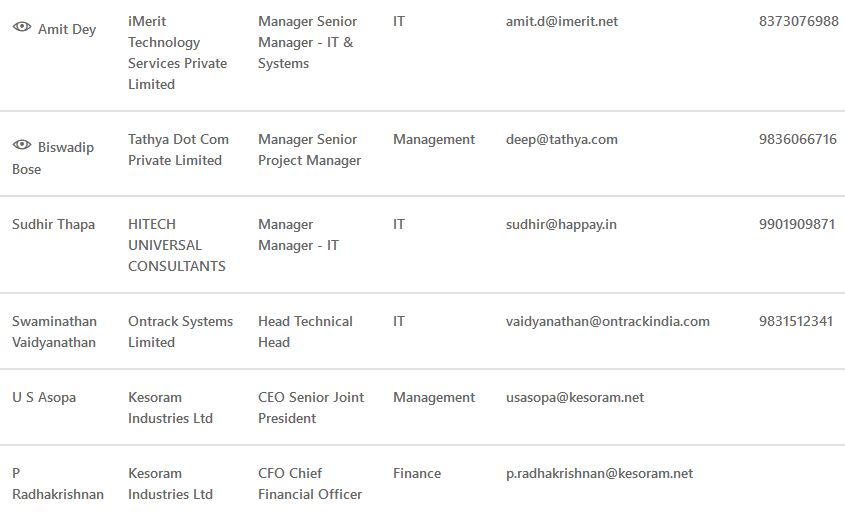 Amit Dey
iMerit
Technology
Services Private
Limited
Manager Senior
Manager - IT &
Systems
IT
amit.d@imerit.net
8373076988
Biswadip
Bose
Tathya Dot Com
Private Limited
Manager Senior
Project Manager
Management
deep@tathya.com
9836066716
Sudhir Thapa
HITECH
UNIVERSAL
CONSULTANTS
Manager
Manager - IT
IT
sudhir@happay.in
9901909871
Swaminathan
Vaidyanathan
Ontrack Systems
Limited
Head Technical
Head
IT
vaidyanathan@ontrackindia.com
9831512341
U S Asopa
Kesoram
Industries Ltd
CEO Senior Joint
President
Management
usasopa@kesoram.net
P
Radhakrishnan
Kesoram
Industries Ltd
CFO Chief
Financial Officer
Finance
p.radhakrishnan@kesoram.net